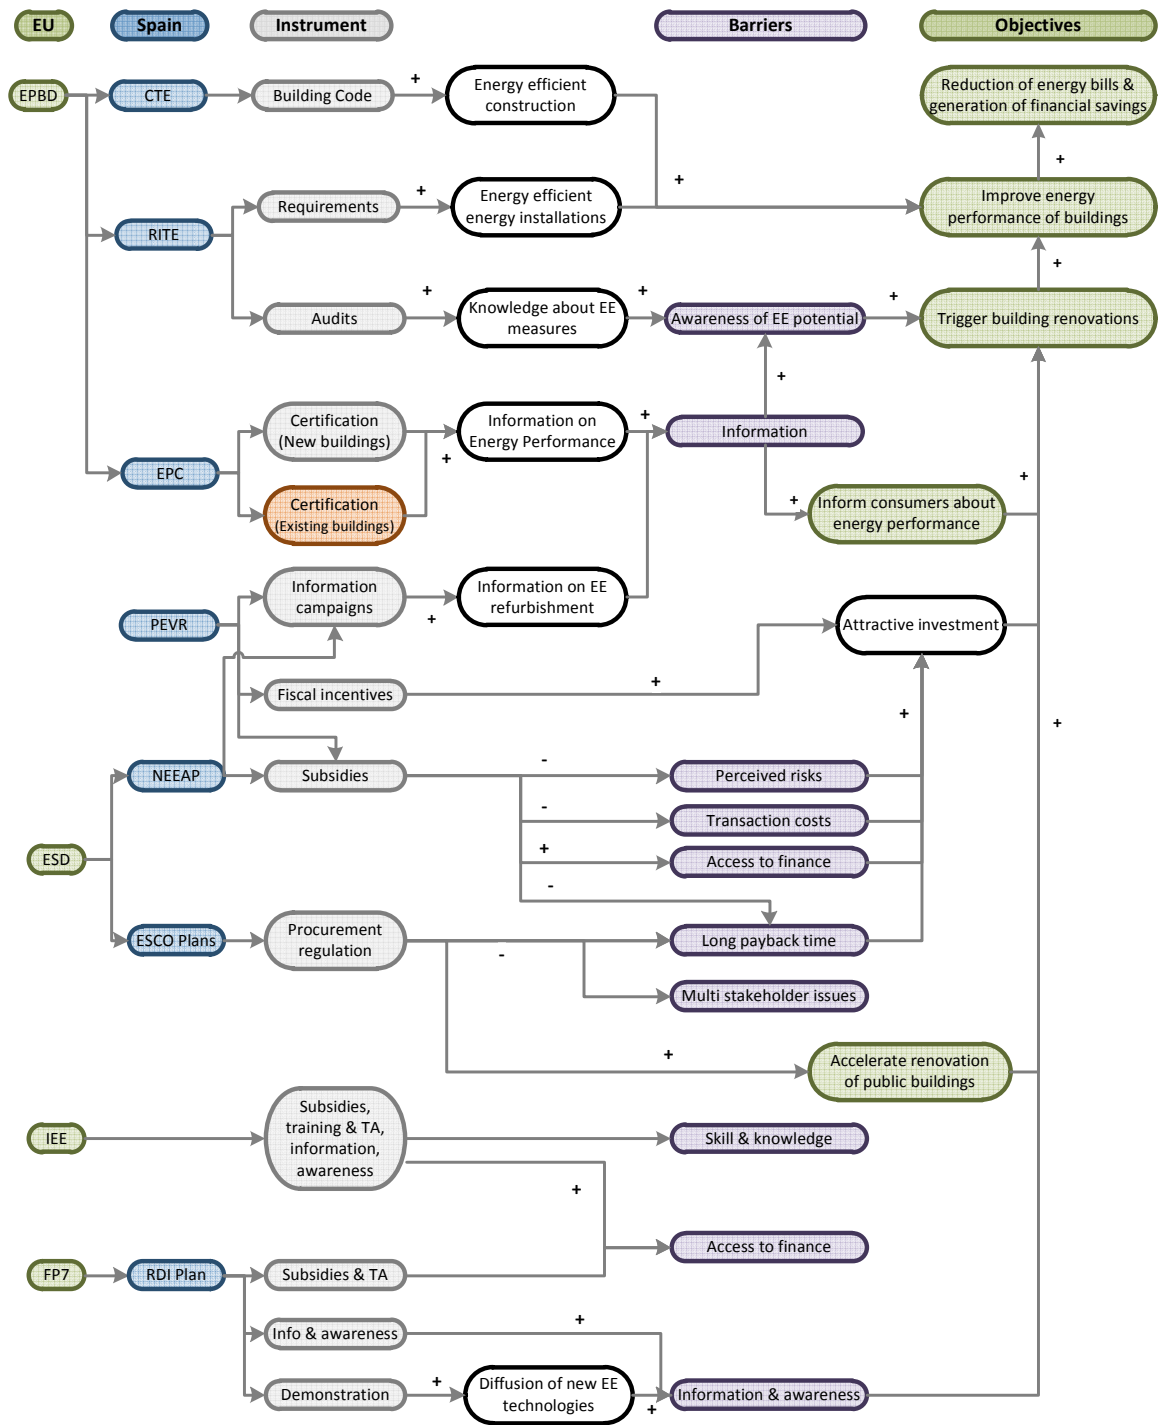 EU
Spain
Instrument
Barriers
Objectives
EPBD
CTE
Building Code
+
Energy efficient
construction
Reduction of energy bills &
generation of financial savings
+
RITE
Requirements
+
Energy efficient
energy installations
+
Improve energy
performance of buildings
+
Audits
+
Knowledge about EE
measures
+
Awareness of EE potential
+
Trigger building renovations
+
EPC
Certification
(New buildings)
Certification
(Existing buildings)
+
Information on
Energy Performance
+
Information
+
Inform consumers about
energy performance
+
PEVR
Information
campaigns
+
Information on EE
refurbishment
Attractive investment
Fiscal incentives
+
+
+
NEEAP
Subsidies
-
Perceived risks
-
Transaction costs
+
Access to finance
-
ESD
ESCO Plans
Procurement
regulation
-
Long payback time
Multi stakeholder issues
+
Accelerate renovation
of public buildings
IEE
Subsidies,
training & TA,
information,
awareness
Skill & knowledge
+
Access to finance
FP7
RDI Plan
Subsidies & TA
Info & awareness
+
Demonstration
+
Diffusion of new EE
technologies
+
Information & awareness